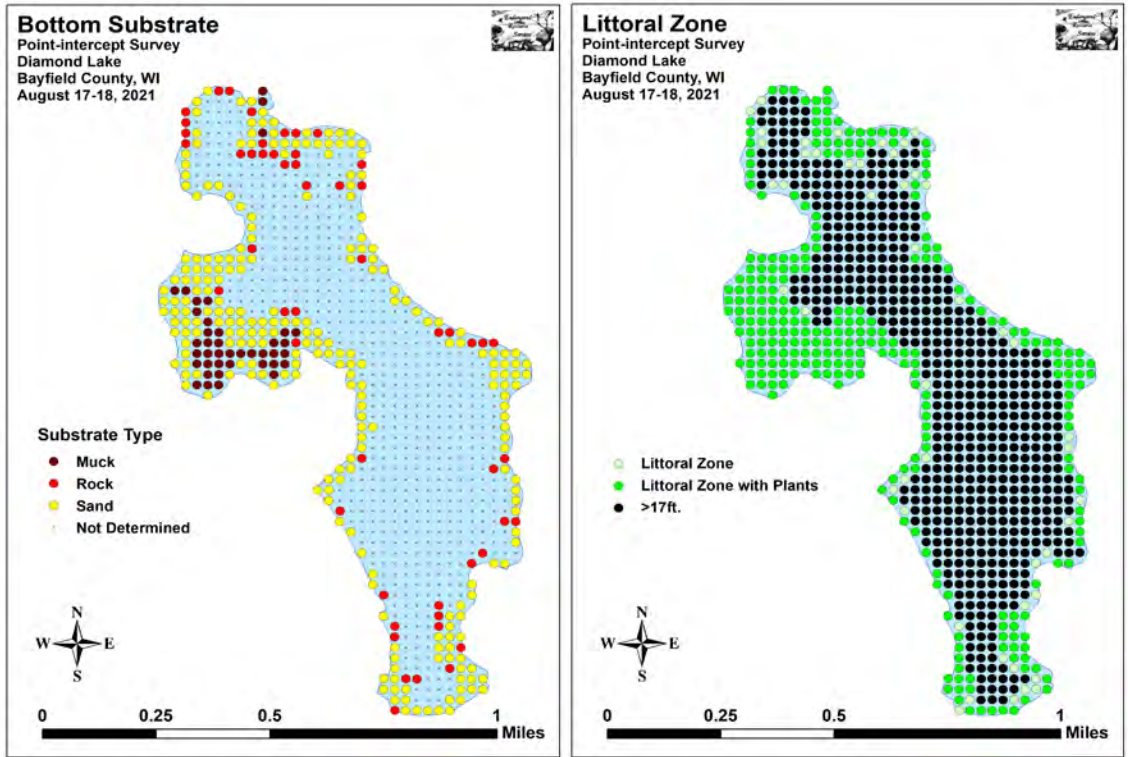 Bottom Substrate
Point-intercept Survey
Diamond Lake
Bayfield County, WI
August 17-18, 2021
Substrate Type
Muck
Rock
Sand
Not Determined
N
W E
S
0 0.25 0.5 1
Miles
Littoral Zone
Point-intercept Survey
Diamond Lake
Bayfield County, WI
August 17-18, 2021
Littoral Zone
Littoral Zone with Plants
>17ft.
N
W E
S
0 0.25 0.5 1
Miles